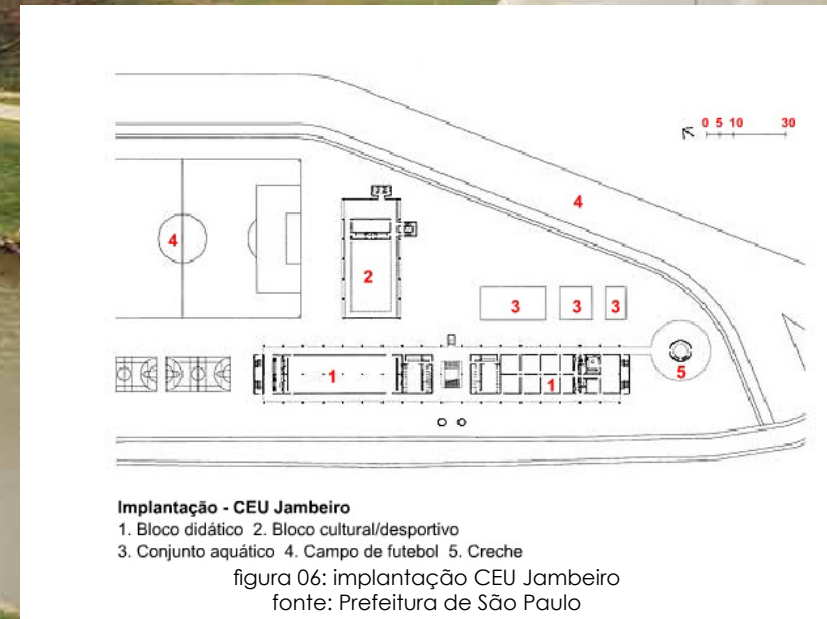 0 5 10 30
4
4
2
3 3 3
1
1
5
Implantação - CEU Jambeiro
1. Bloco didático 2. Bloco cultural/desportivo
3. Conjunto aquático 4. Campo de futebol 5. Creche
figura 06: implantação CEU Jambeiro
fonte: Prefeitura de São Paulo